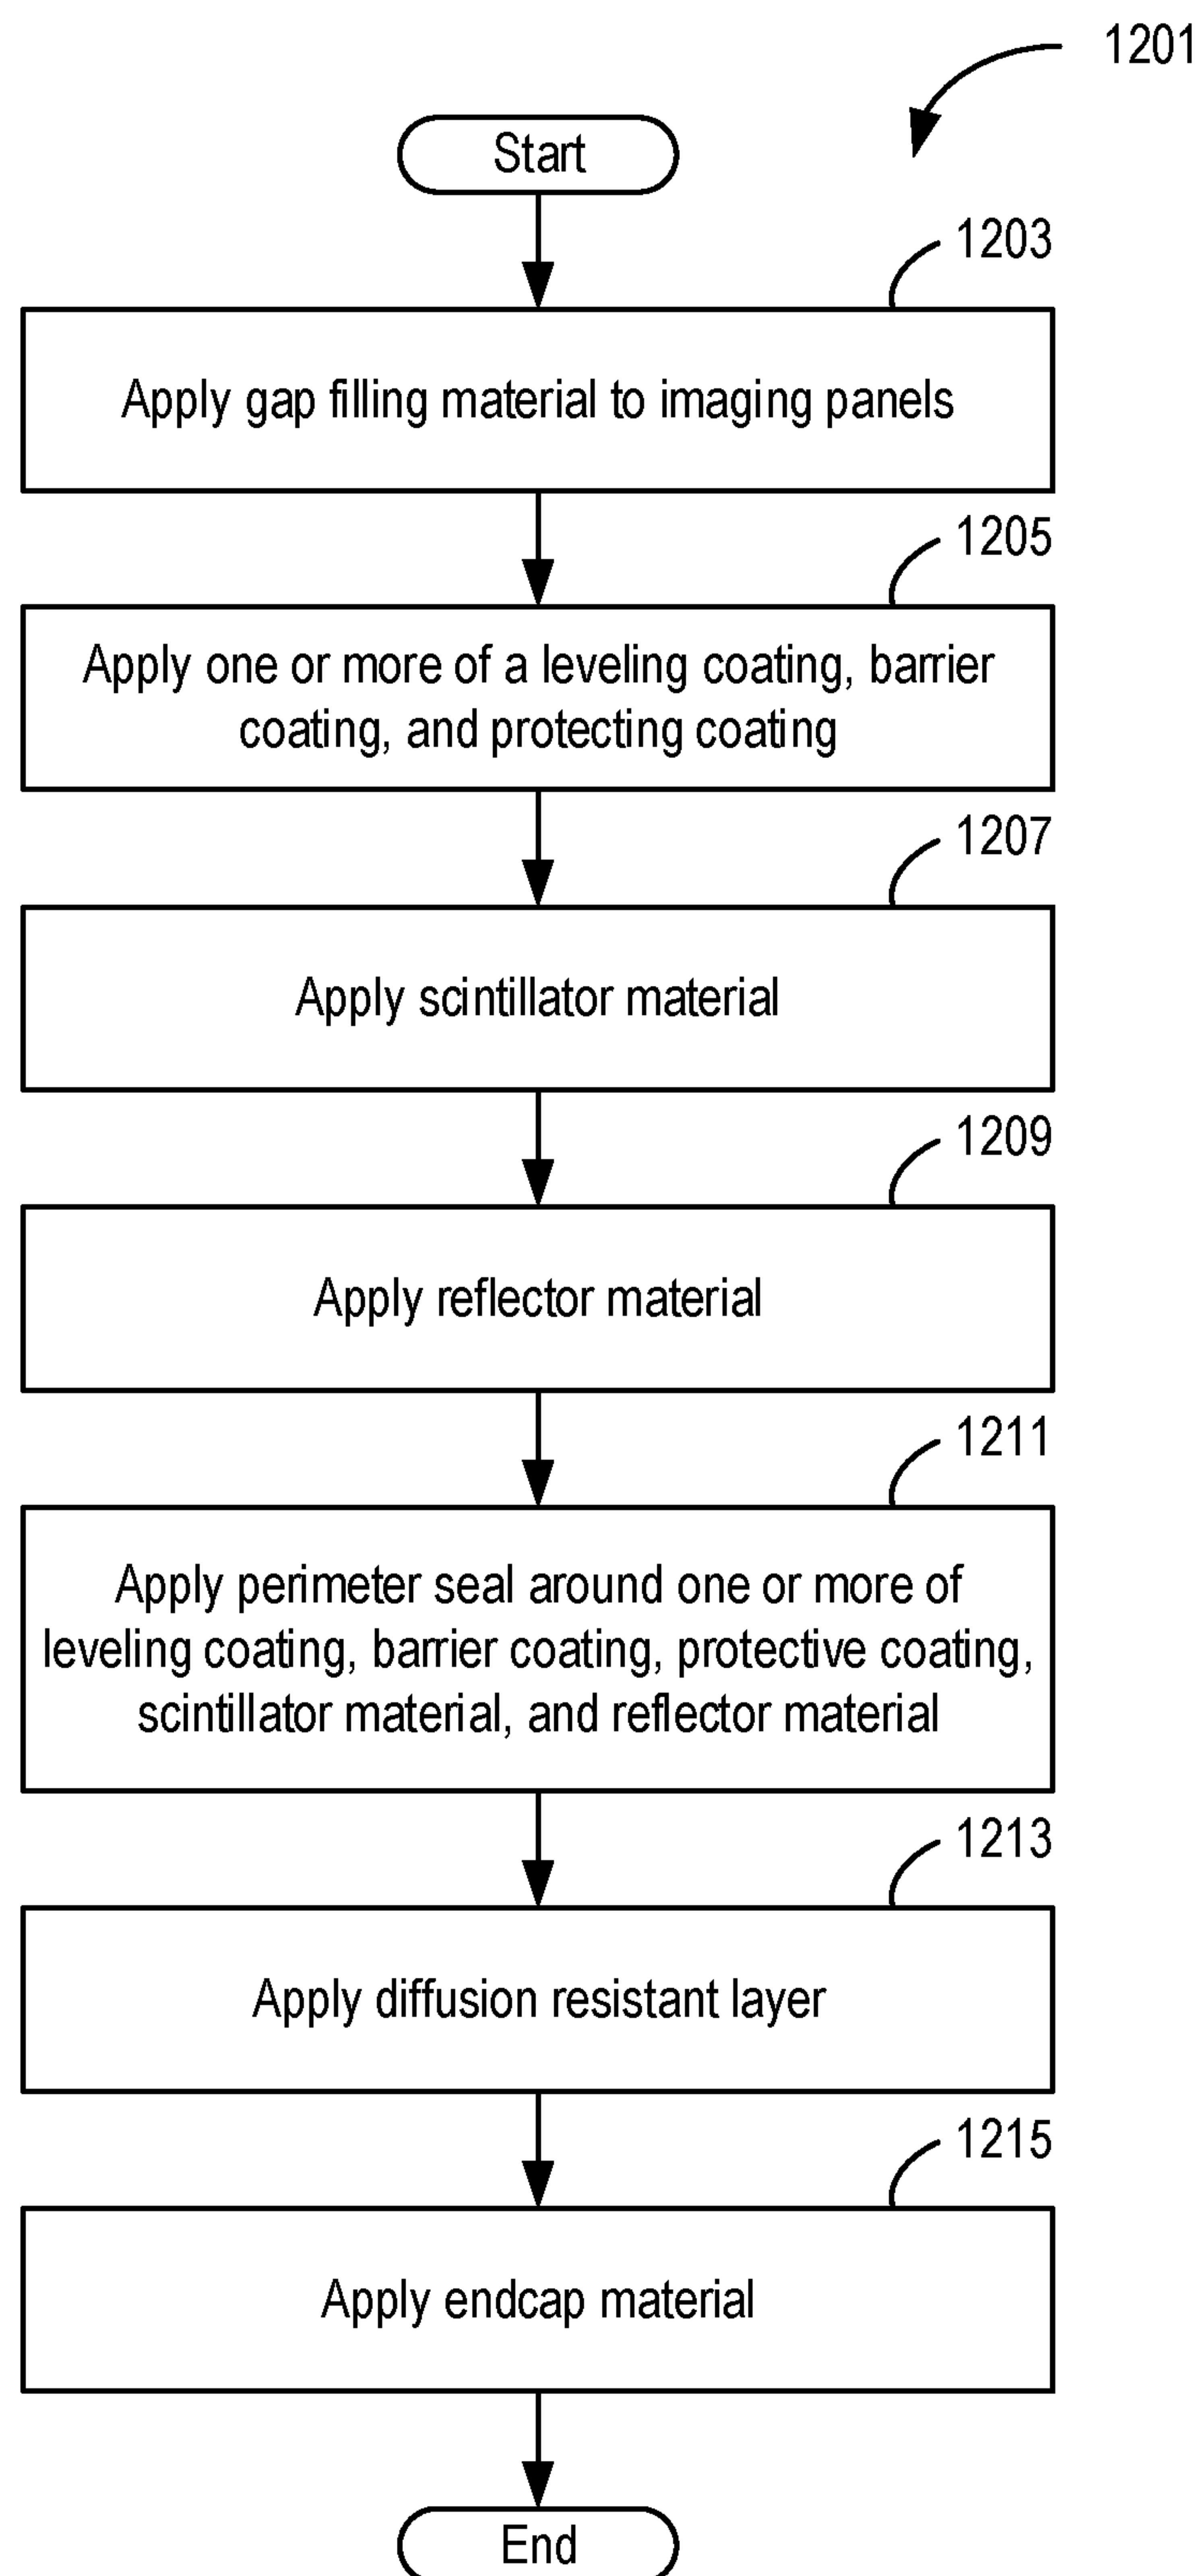 1201
Start
1203
Apply gap filling material to imaging panels
1205
Apply one or more of a leveling coating, barrier
coating, and protecting coating
1207
Apply scintillator material
1209
Apply reflector material
1211
Apply perimeter seal around one or more of
leveling coating, barrier coating, protective coating,
scintillator material, and reflector material
1213
Apply diffusion resistant layer
1215
Apply endcap material
End